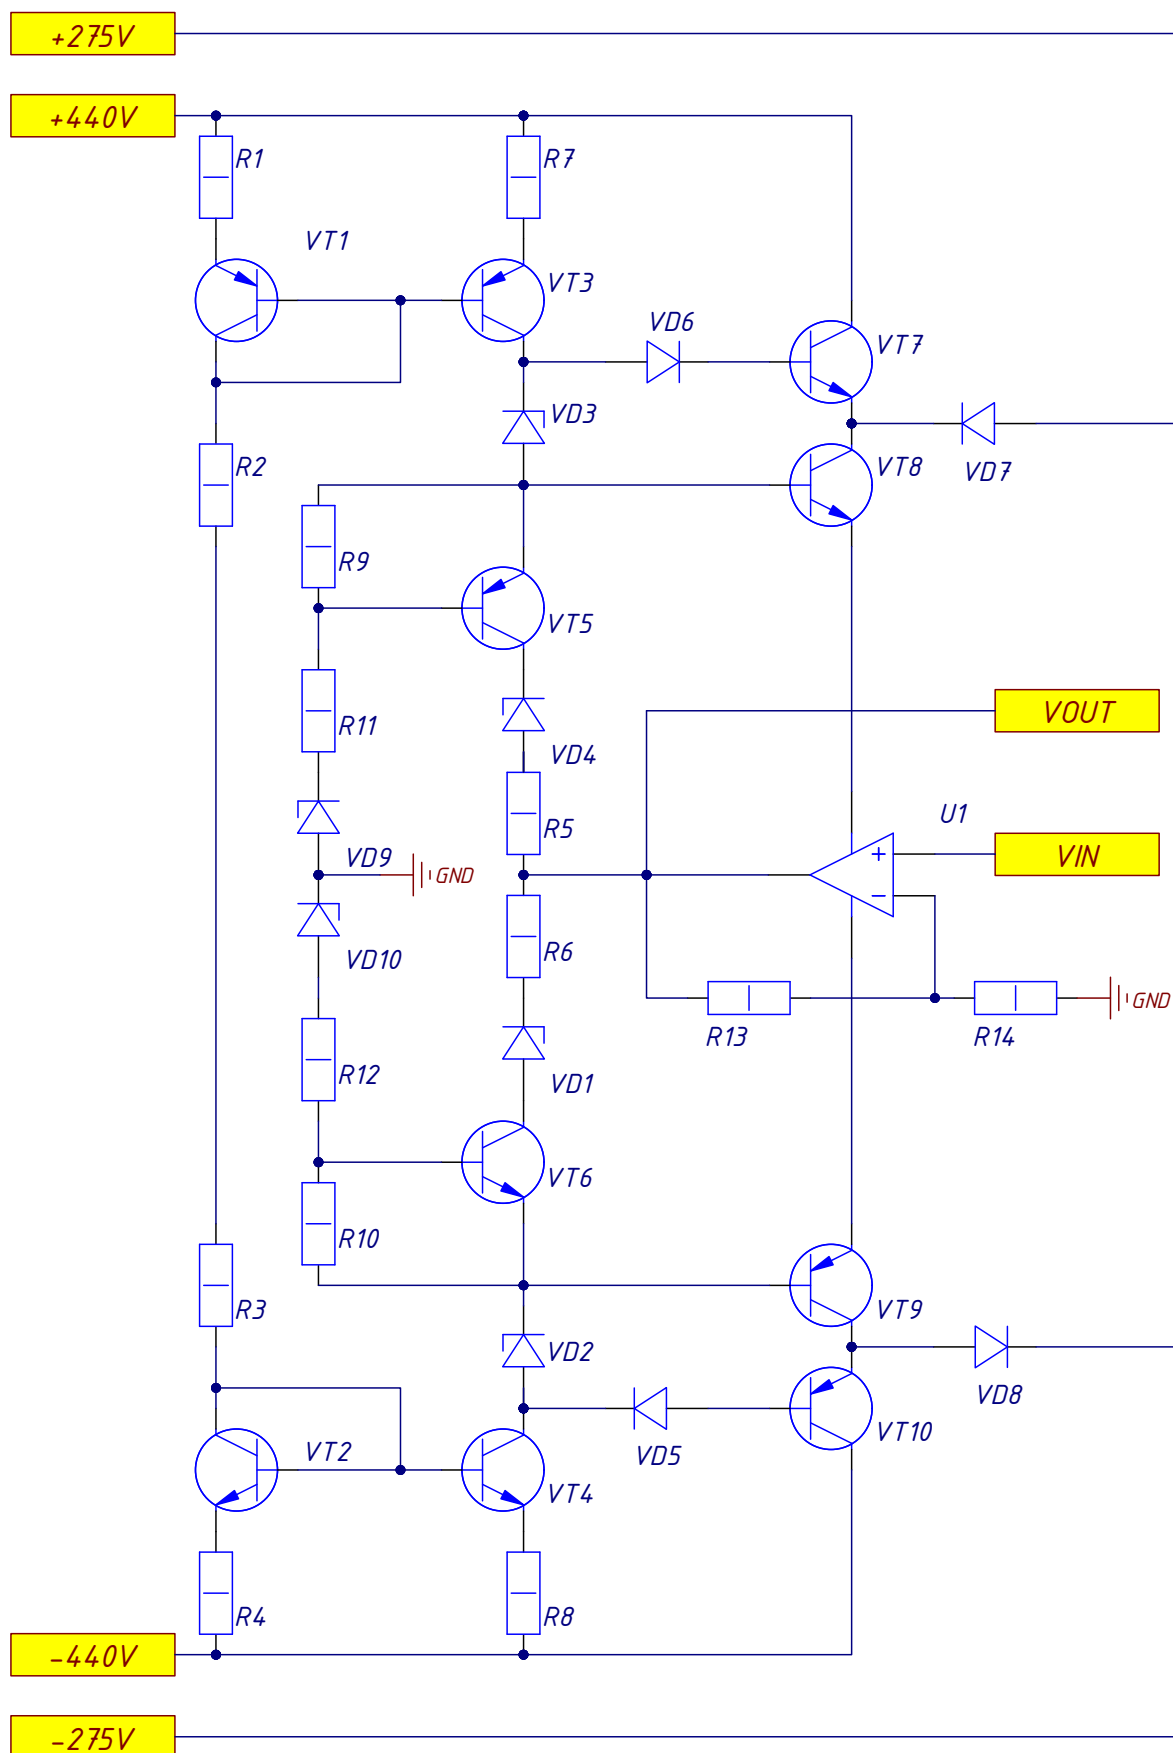 +275V
+440V
R1
R7
VT1
VT3
VD6
VT7
VD3
VD7
R2
VT8
R9
VT5
R11
VD4
VOUT
R5
U1
+
VIN
VD9
GND
−
VD10
R6
GND
R13
R14
R12
VD1
VT6
R10
R3
VT9
VD2
VD8
VT10
VT2
VD5
VT4
R4
R8
-440V
-275V